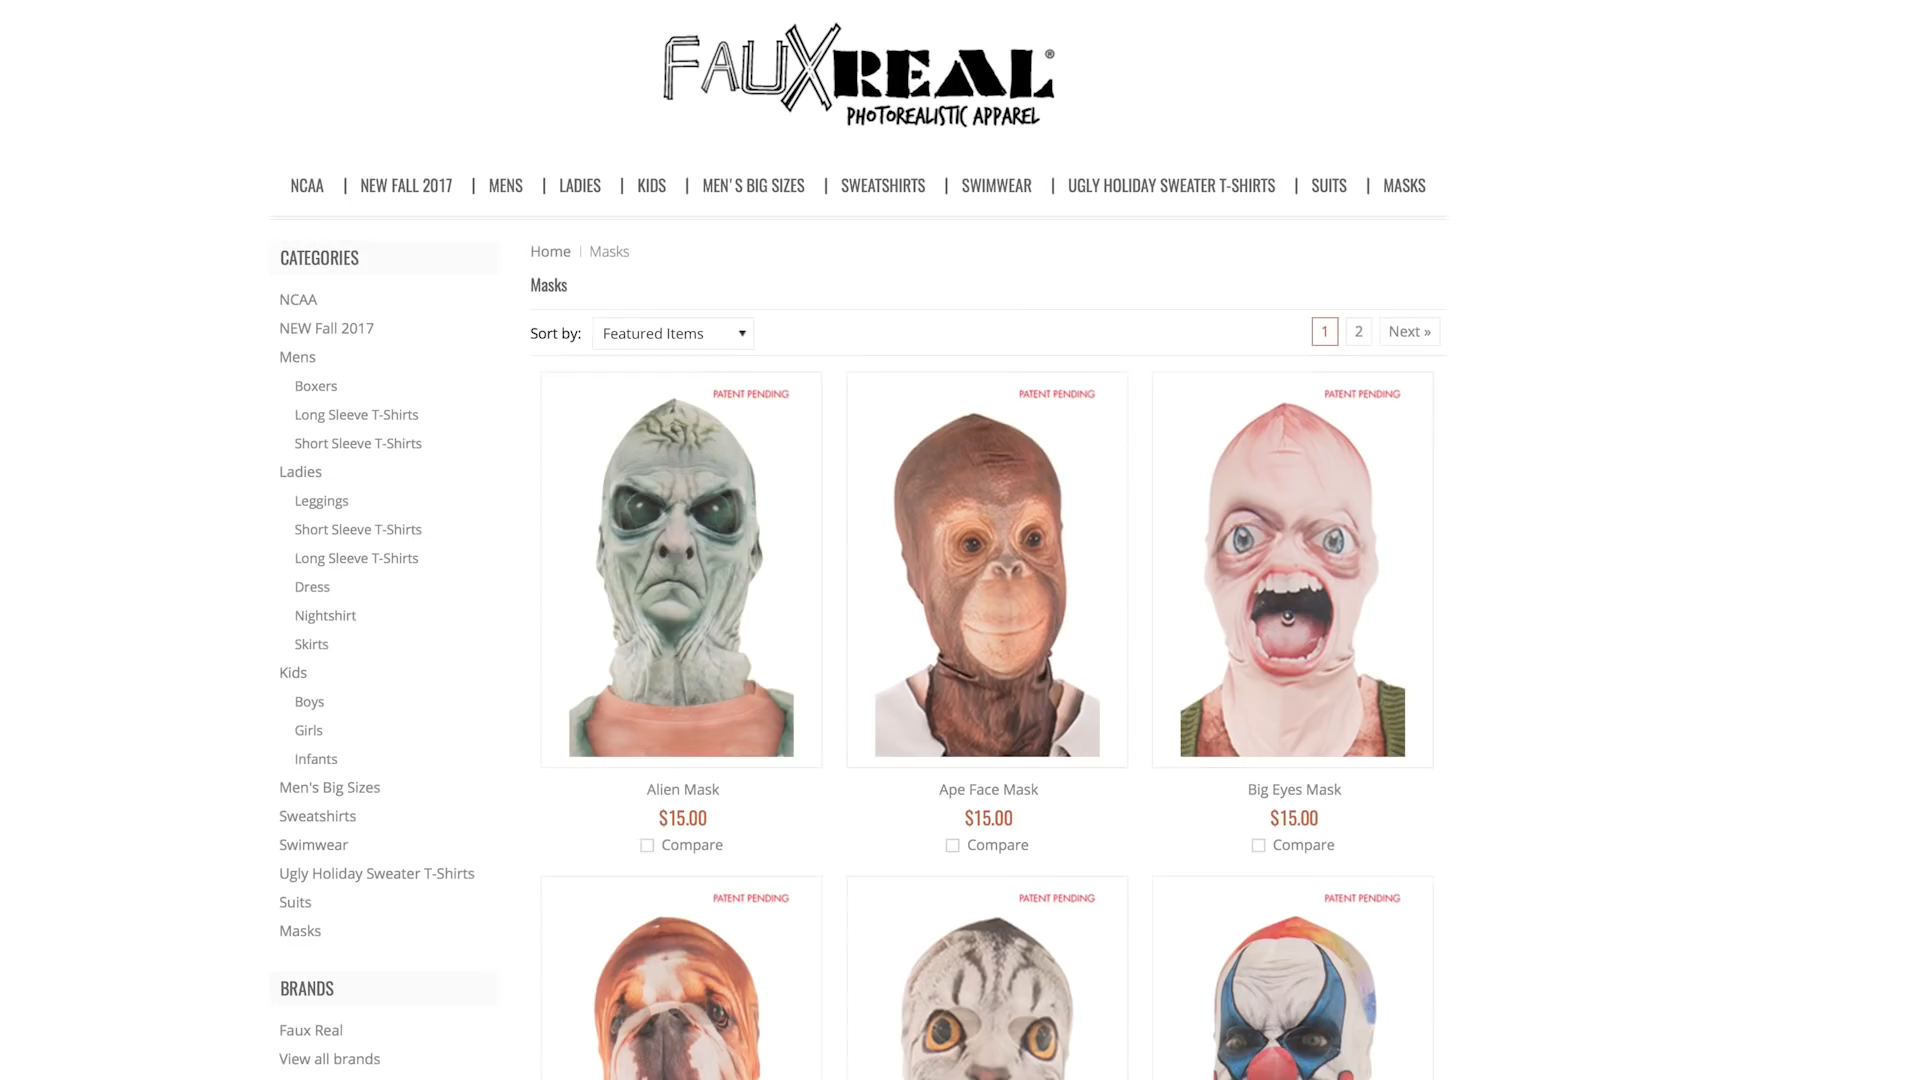 FAUXREAL®
PHOTOREALISTIC APPAREL
NCAA | NEW FALL 2017 | MENS | LADIES | KIDS | MEN'S BIG SIZES | SWEATSHIRTS | SWIMWEAR | UGLY HOLIDAY SWEATER T-SHIRTS | SUITS | MASKS
CATEGORIES
NCAA
NEW Fall 2017
Mens
Boxers
Long Sleeve T-Shirts
Short Sleeve T-Shirts
Ladies
Leggings
Short Sleeve T-Shirts
Long Sleeve T-Shirts
Dress
Nightshirt
Skirts
Kids
Boys
Girls
Infants
Men's Big Sizes
Sweatshirts
Swimwear
Ugly Holiday Sweater T-Shirts
Suits
Masks
BRANDS
Faux Real
View all brands
Home | Masks
Masks
Sort by: Featured Items
1 2 Next »
PATENT PENDING
Alien Mask
$15.00
Compare
PATENT PENDING
Ape Face Mask
$15.00
Compare
PATENT PENDING
Big Eyes Mask
$15.00
Compare
PATENT PENDING
PATENT PENDING
PATENT PENDING